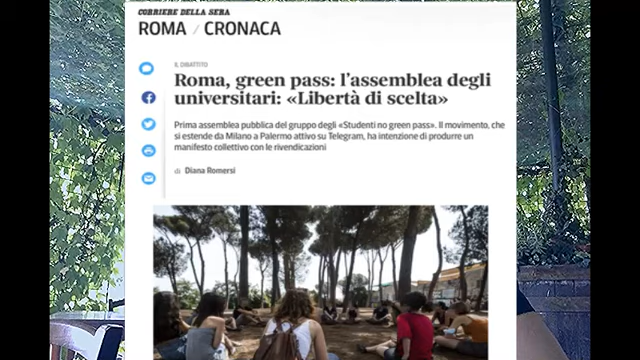 CORRIERE DELLA SERA
ROMA / CRONACA
IL DIBATTITO
Roma, green pass: l'assemblea degli
universitari: «Libertà di scelta»
Prima assemblea pubblica del gruppo degli «Studenti no green pass». Il movimento, che
si estende da Milano a Palermo attivo su Telegram, ha intenzione di produrre un
manifesto collettivo con le rivendicazioni
di Diana Romersi